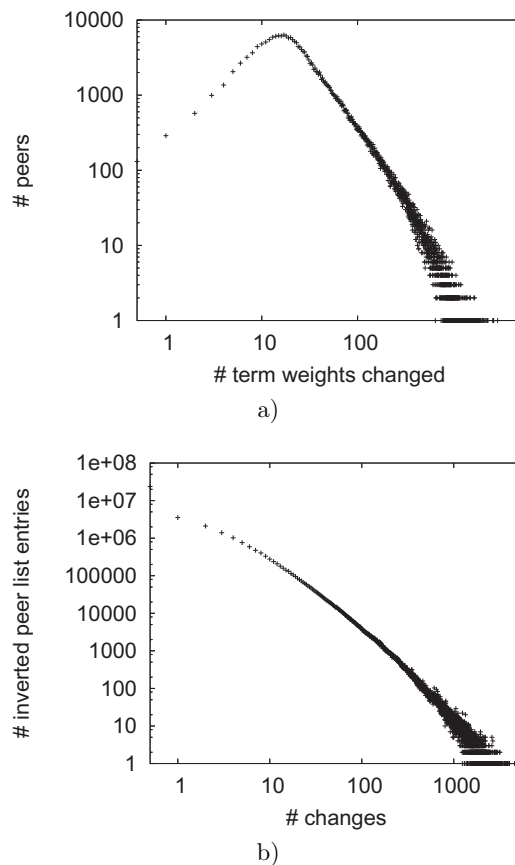 10000
1000
100
10
1
# peers
1
10
100
# term weights changed
a)
1e+08
1e+07
1e+06
100000
10000
1000
100
10
1
# inverted peer list entries
1
10
100
1000
# changes
b)